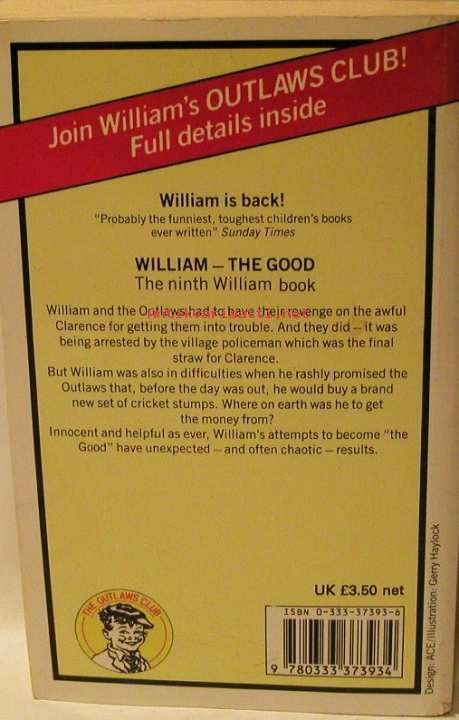 Join William's OUTLAWS CLUB!
Full details inside
William is back!
"Probably the funniest, toughest children's books
ever written" Sunday Times
WILLIAM – THE GOOD
The ninth William book
William and the Outlaws had to have their revenge on the awful
Clarence for getting them into trouble. And they did – it was
being arrested by the village policeman which was the final
straw for Clarence.
But William was also in difficulties when he rashly promised the
Outlaws that, before the day was out, he would buy a brand
new set of cricket stumps. Where on earth was he to get
the money from?
Innocent and helpful as ever, William's attempts to become "the
Good" have unexpected – and often chaotic – results.
THE OUTLAWS CLUB
UK £3.50 net
ISBN 0-333-37393-6
9 780333 373934
Design: ACE/Illustration: Gerry Haylock